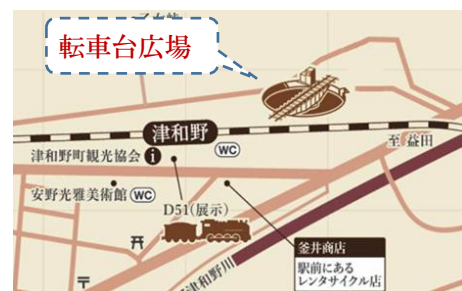 転車台広場
津和野
WC
至 益田
津和野町観光協会
安野光雅美術館 WC
D51(展示)
釜井商店
駅前にある
レンタサイクル店
津和野川